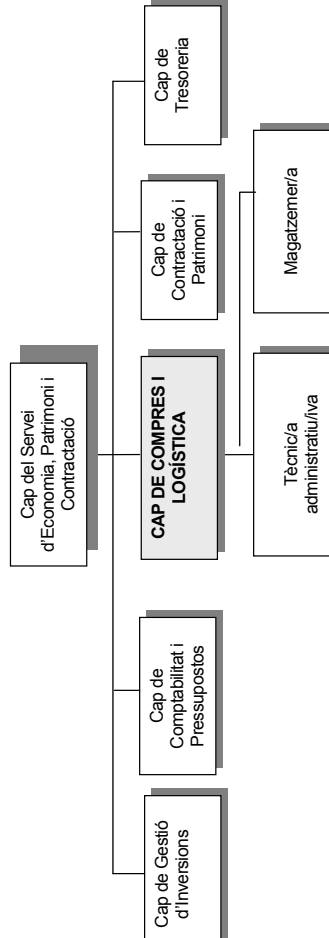 Cap del Servei
d'Economia, Patrimoni i
Contractació
Cap de Gestió
d'Inversions
Cap de
Comptabilitat i
Pressupostos
CAP DE COMPRES I
LOGÍSTICA
Cap de
Contractació i
Patrimoni
Cap de
Tresoreria
Tècnic/a
administratiu/iva
Magatzemer/a